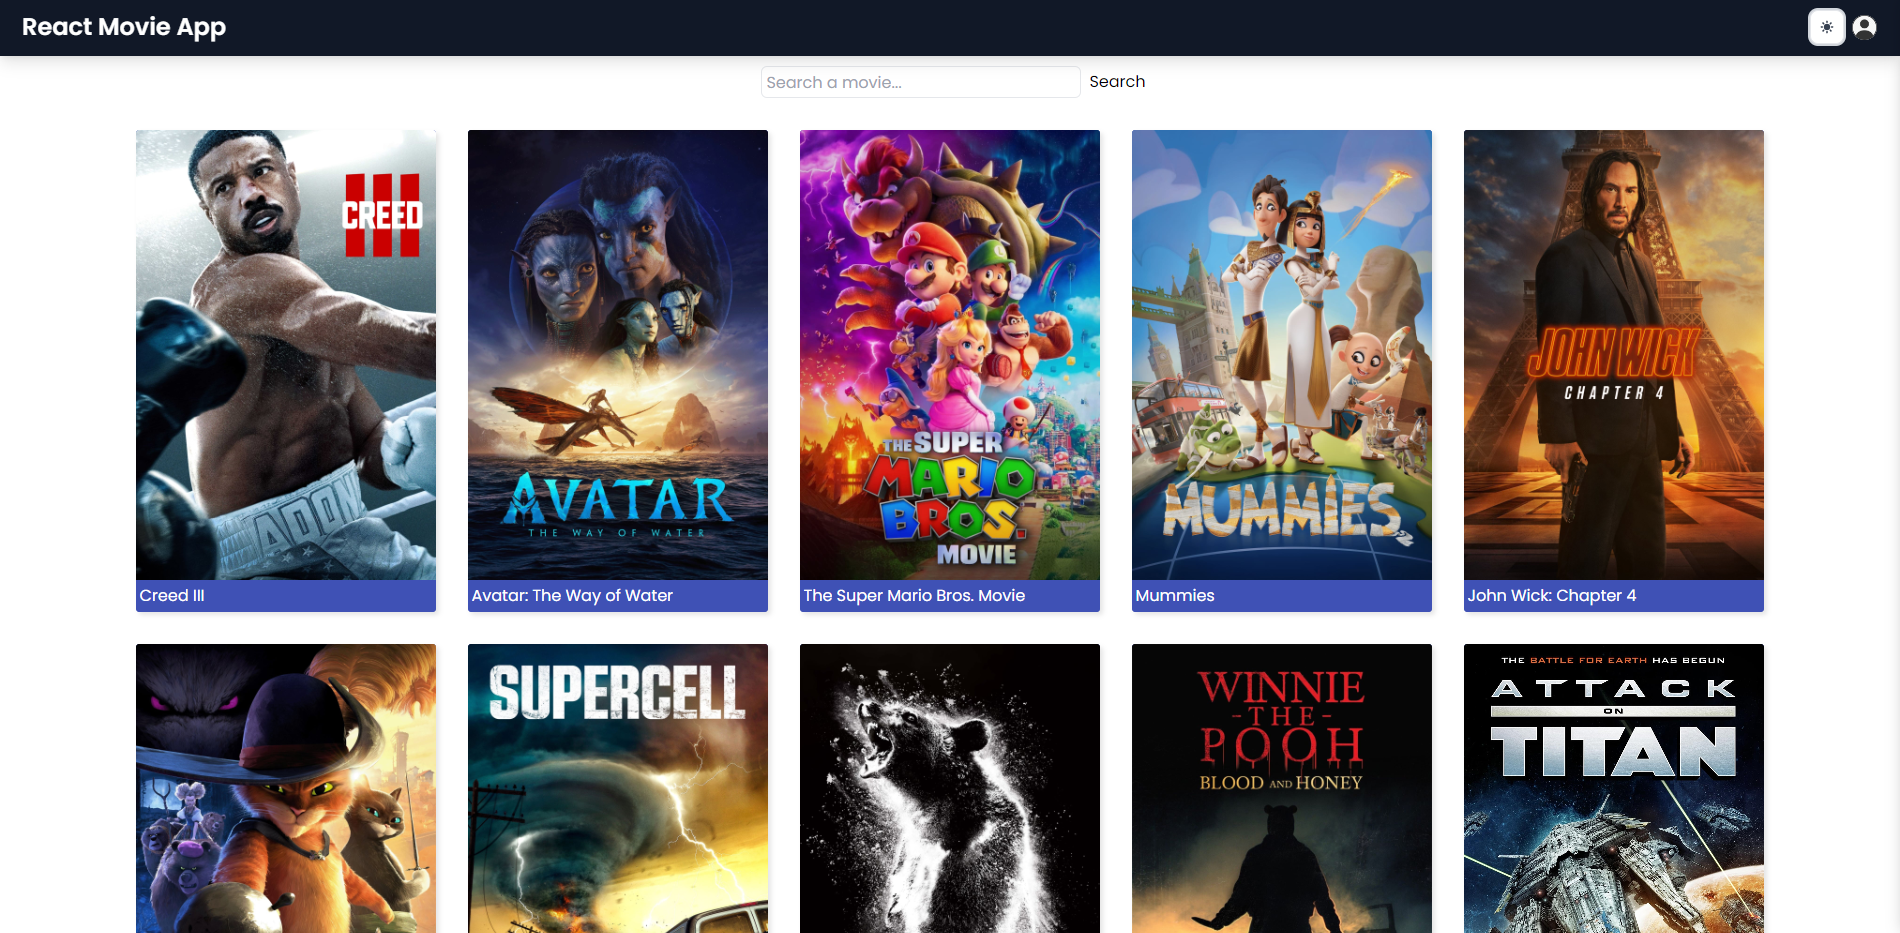 React Movie App
Search a movie...
Search
III
CREED
MADON
AVATAR
THE WAY OF WATER
THE SUPER
MARIO
BROS.
MOVIE
MUMMIES
JOHN WICK
CHAPTER 4
Creed III
Avatar: The Way of Water
The Super Mario Bros. Movie
Mummies
John Wick: Chapter 4
SUPERCELL
WINNIE
-THE-
POOH
BLOOD AND HONEY
THE BATTLE FOR EARTH HAS BEGUN
ATTACK
ON
TITAN